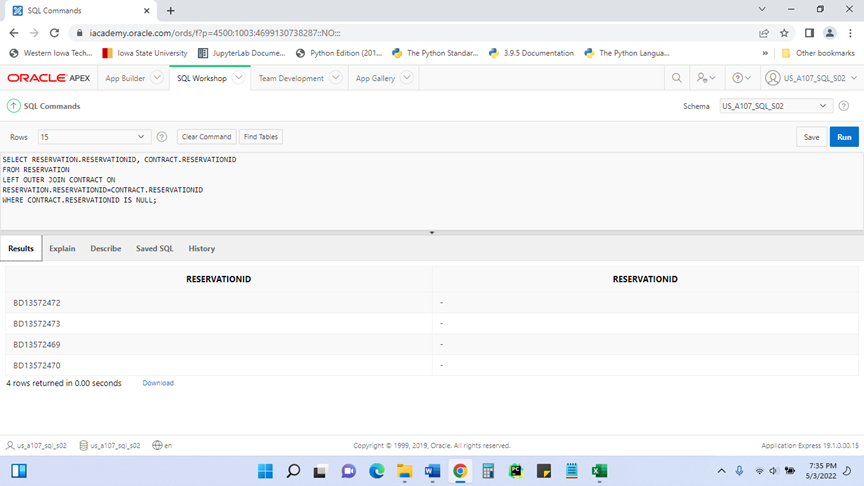 SQL Commands
iacademy.oracle.com/ords/f?p=4500:1003:4699130738287::NO:::
Western Iowa Tech... Iowa State University JupyterLab Docume... Python Edition (201... The Python Standar... 3.9.5 Documentation The Python Langua... » Other bookmarks
ORACLE APEX App Builder SQL Workshop Team Development App Gallery US_A107_SQL_S02
SQL Commands Schema US_A107_SQL_S02
Rows 15 Clear Command Find Tables Save Run
SELECT RESERVATION.RESERVATIONID, CONTRACT.RESERVATIONID
FROM RESERVATION
LEFT OUTER JOIN CONTRACT ON
RESERVATION.RESERVATIONID=CONTRACT.RESERVATIONID
WHERE CONTRACT.RESERVATIONID IS NULL;
Results Explain Describe Saved SQL History
RESERVATIONID RESERVATIONID
BD13572472 -
BD13572473 -
BD13572469 -
BD13572470 -
4 rows returned in 0.00 seconds Download
us_a107_sql_s02 us_a107_sql_s02 en Copyright © 1999, 2019, Oracle. All rights reserved. Application Express 19.1.0.00.15
7:35 PM
5/3/2022